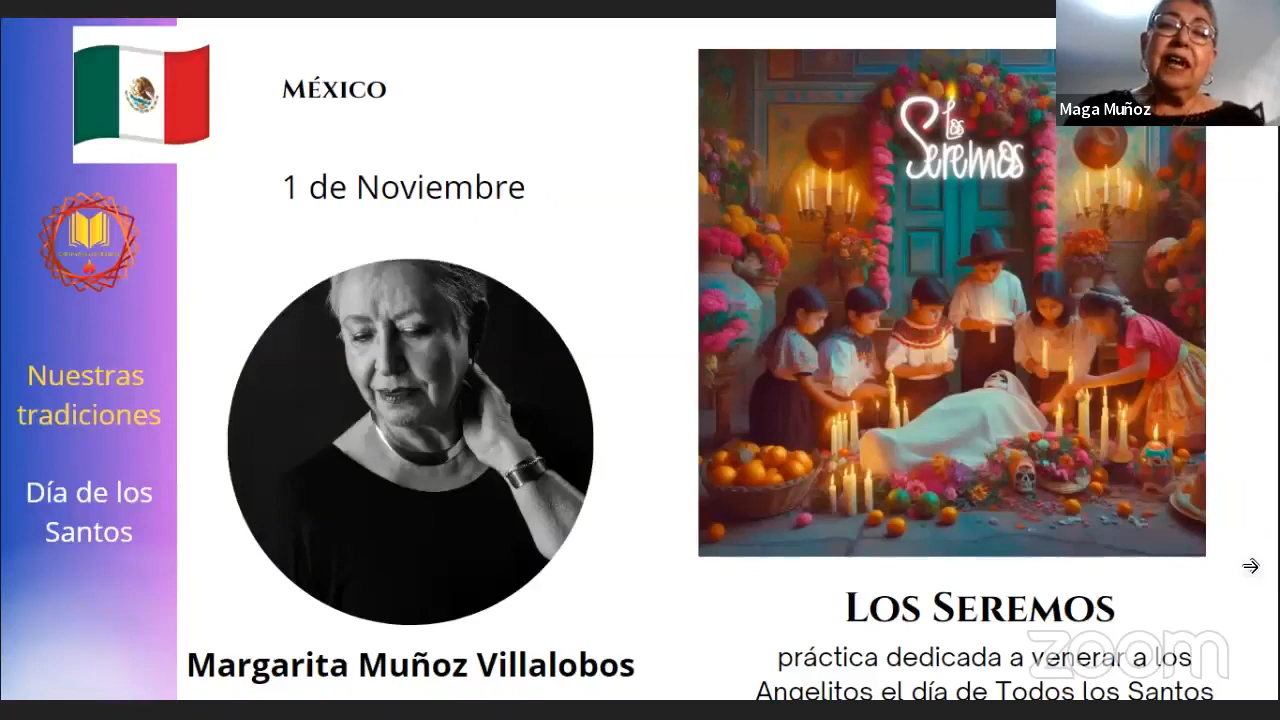 MÉXICO
1 de Noviembre
Nuestras
tradiciones
Día de los
Santos
Margarita Muñoz Villalobos
Los
Seremos
Maga Muñoz
Los Seremos
práctica dedicada a venerar a los
Angelitos el día de Todos los Santos
zoom